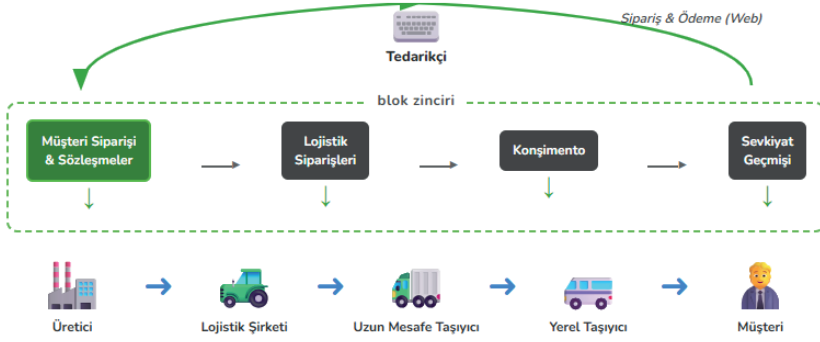 Sipariş & Ödeme (Web)
Tedarikçi
blok zinciri
Müşteri Siparişi
& Sözleşmeler
Lojistik
Siparişleri
Konşimento
Sevkiyat
Geçmişi
Üretici
Lojistik Şirketi
Uzun Mesafe Taşıyıcı
Yerel Taşıyıcı
Müşteri